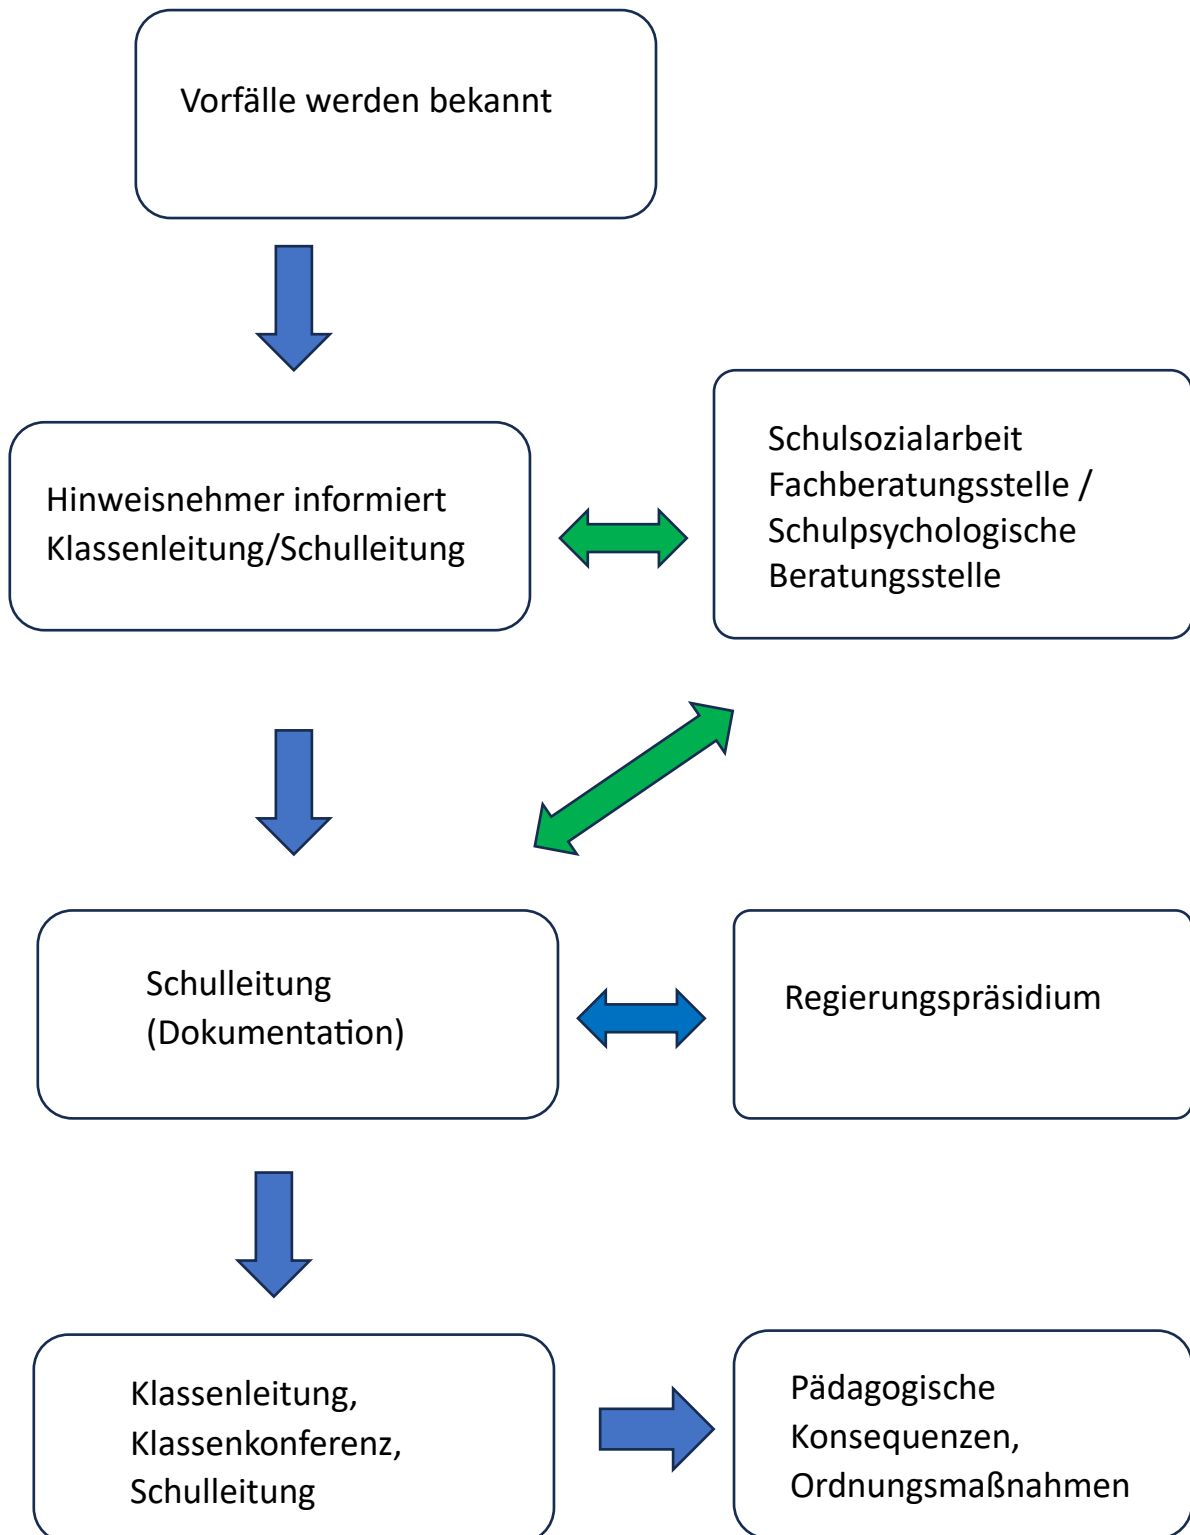 Vorfälle werden bekannt
Hinweisnehmer informiert
Klassenleitung/Schulleitung
Schulsozialarbeit
Fachberatungsstelle /
Schulpsychologische
Beratungsstelle
Schulleitung
(Dokumentation)
Regierungspräsidium
Klassenleitung,
Klassenkonferenz,
Schulleitung
Pädagogische
Konsequenzen,
Ordnungsmaßnahmen